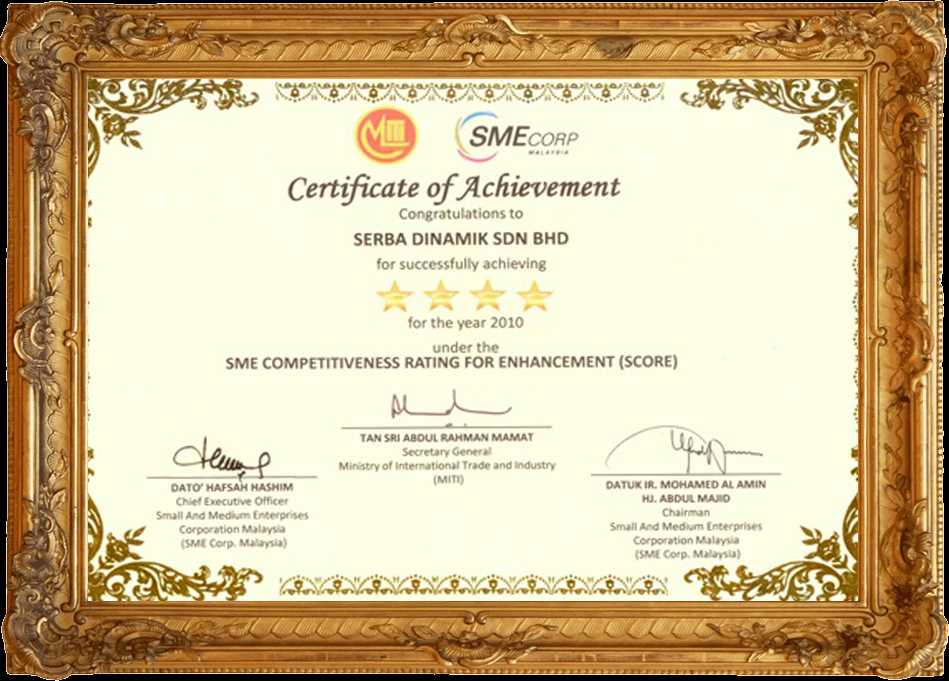 MITI
SMECORP
MALAYSIA
Certificate of Achievement
Congratulations to
SERBA DINAMIK SDN BHD
for successfully achieving
for the year 2010
under the
SME COMPETITIVENESS RATING FOR ENHANCEMENT (SCORE)
TAN SRI ABDUL RAHMAN MAMAT
Secretary General
Ministry of International Trade and Industry
(MITI)
DATO' HAFSAH HASHIM
Chief Executive Officer
Small And Medium Enterprises
Corporation Malaysia
(SME Corp. Malaysia)
DATUK IR. MOHAMED AL AMIN
HJ. ABDUL MAJID
Chairman
Small And Medium Enterprises
Corporation Malaysia
(SME Corp. Malaysia)